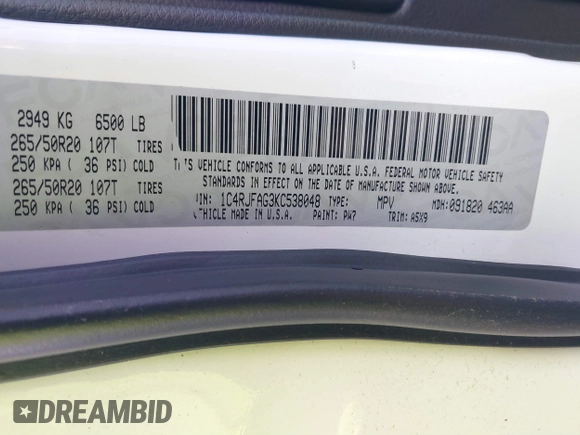 2949 KG 6500 LB
265/50R20 107T TIRES
250 KPA ( 36 PSI) COLD
265/50R20 107T TIRES
250 KPA ( 36 PSI) COLD
VEHICLE CONFORMS TO ALL APPLICABLE U.S.A. FEDERAL MOTOR VEHICLE SAFETY
STANDARDS IN EFFECT ON THE DATE OF MANUFACTURE SHOWN ABOVE.
1C4RJFAG3KC538048 TYPE: MPV MDH:091820 463AA
VEHICLE MADE IN U.S.A. PAINT: PW7 TRIM: A5X9
DREAMBID